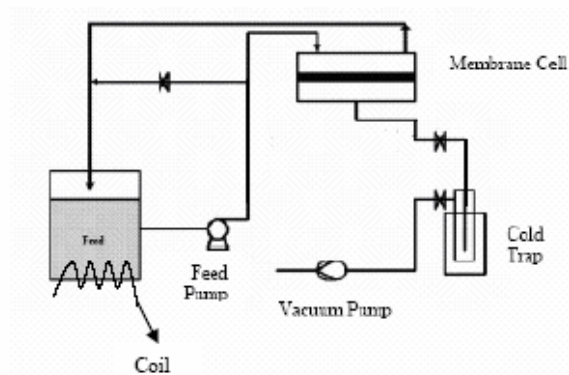 Membrane Cell
Feed
Feed
Pump
Cold
Trap
Vacuum Pump
Coil